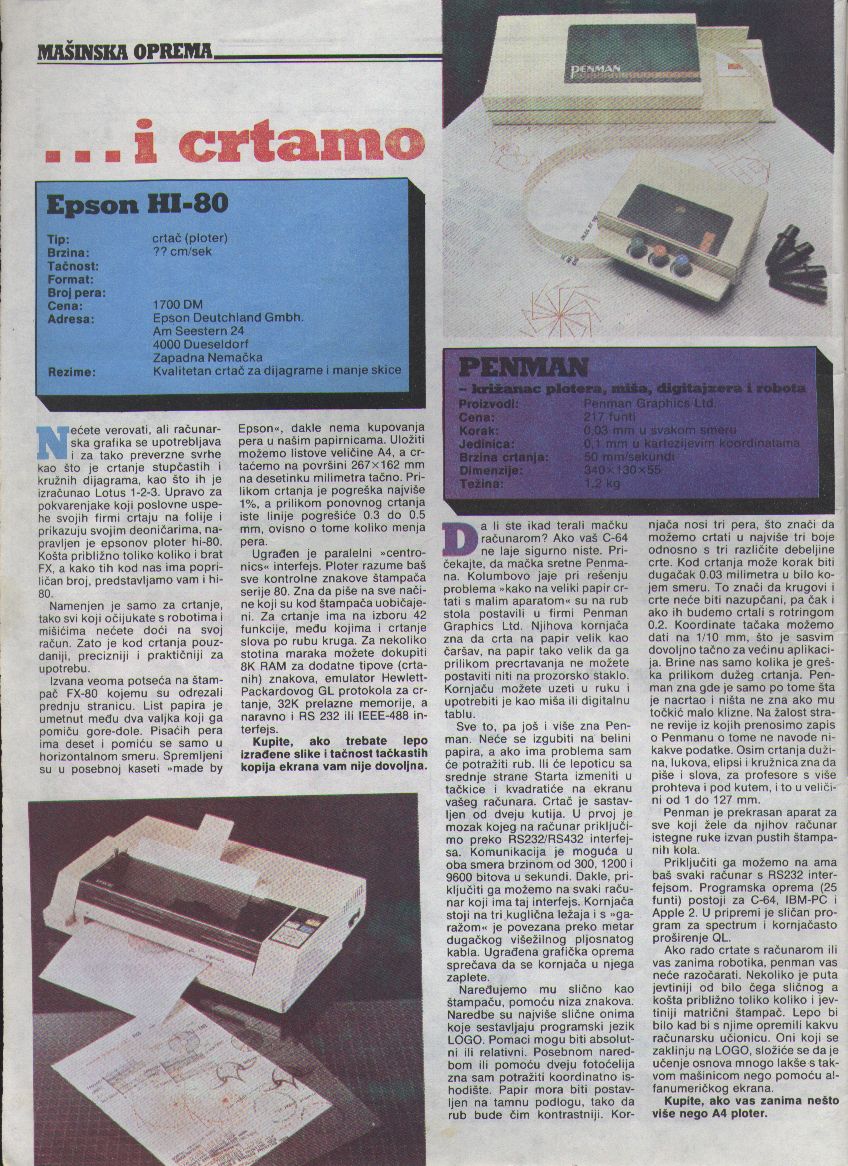 MAŠINSKA OPREMA
...i crtamo
Epson HI-80
Tip: crtač (ploter)
Brzina: ?? cm/sek
Tačnost:
Format:
Broj pera:
Cena: 1700 DM
Adresa: Epson Deutchland Gmbh.
Am Seestern 24
4000 Dueseldorf
Zapadna Nemačka
Rezime: Kvalitetan crtač za dijagrame i manje skice
Nećete verovati, ali računar-
ska grafika se upotrebljava
i za tako preverzne svrhe
kao što je crtanje stupčastih i
kružnih dijagrama, kao što ih je
izračunao Lotus 1-2-3. Upravo za
pokvarenjake koji poslovne uspe-
he svojih firmi crtaju na folije i
prikazuju svojim deoničarima, na-
pravljen je epsonov ploter hi-80.
Košta približno toliko koliko i brat
FX, a kako tih kod nas ima popri-
ličan broj, predstavljamo vam i hi-
80.
Namenjen je samo za crtanje,
tako svi koji očijukate s robotima i
mišićima nećete doći na svoj
račun. Zato je kod crtanja pouz-
daniji, precizniji i praktičniji za
upotrebu.
Izvana veoma potseća na štam-
pač FX-80 kojemu su odrezali
prednju stranicu. List papira je
umetnut među dva valjka koji ga
pomiču gore-dole. Pisaćih pera
ima deset i pomiču se samo u
horizontalnom smeru. Spremljeni
su u posebnoj kaseti »made by
Epson«, dakle nema kupovanja
pera u našim papirnicama. Uložiti
možemo listove veličine A4, a cr-
taćemo na površini 267×162 mm
na desetinku milimetra tačno. Pri-
likom crtanja je pogreška najviše
1%, a prilikom ponovnog crtanja
iste linije pogrešiće 0.3 do 0.5
mm, ovisno o tome koliko menja
pera.
Ugrađen je paralelni »centro-
nics« interfejs. Ploter razume baš
sve kontrolne znakove štampača
serije 80. Zna da piše na sve nači-
ne koji su kod štampača uobičaje-
ni. Za crtanje ima na izboru 42
funkcije, među kojima i crtanje
slova po rubu kruga. Za nekoliko
stotina maraka možete dokupiti
8K RAM za dodatne tipove (crta-
nih) znakova, emulator Hewlett-
Packardovog GL protokola za cr-
tanje, 32K prelazne memorije, a
naravno i RS 232 ili IEEE-488 in-
terfejs.
Kupite, ako trebate lepo
izrađene slike i tačnost tačkastih
kopija ekrana vam nije dovoljna.
PENMAN
PENMAN
– križanac plotera, miša, digitajzera i robota
Proizvodi: Penman Graphics Ltd.
Cena: 217 funti
Korak: 0,03 mm u svakom smeru
Jedinica: 0,1 mm u kartezijevim koordinatama
Brzina crtanja: 50 mm/sekundi
Dimenzije: 340×130×55
Težina: 1,2 kg
Da li ste ikad terali mačku
računarom? Ako vaš C-64
ne laje sigurno niste. Pri-
čekajte, da mačka sretne Penma-
na. Kolumbovo jaje pri rešenju
problema »kako na veliki papir cr-
tati s malim aparatom« su na rub
stola postavili u firmi Penman
Graphics Ltd. Njihova kornjača
zna da crta na papir velik kao
čaršav, na papir tako velik da ga
prilikom precrtavanja ne možete
postaviti niti na prozorsko staklo.
Kornjaču možete uzeti u ruku i
upotrebiti je kao miša ili digitalnu
tablu.
Sve to, pa još i više zna Pen-
man. Neće se izgubiti na belini
papira, a ako ima problema sam
će potražiti rub. Ili će lepoticu sa
srednje strane Starta izmeniti u
tačkice i kvadratiće na ekranu
vašeg računara. Crtač je sastav-
ljen od dveju kutija. U prvoj je
mozak kojeg na računar priključi-
mo preko RS232/RS432 interfej-
sa. Komunikacija je moguća u
oba smera brzinom od 300, 1200 i
9600 bitova u sekundi. Dakle, pri-
ključiti ga možemo na svaki raču-
nar koji ima taj interfejs. Kornjača
stoji na tri kuglična ležaja i s »ga-
ražom« je povezana preko metar
dugačkog višežilnog pljosnatog
kabla. Ugrađena grafička oprema
sprečava da se kornjača u njega
zaplete.
Naređujemo mu slično kao
štampaču, pomoću niza znakova.
Naredbe su najviše slične onima
koje sestavljaju programski jezik
LOGO. Pomaci mogu biti absolut-
ni ili relativni. Posebnom nared-
bom ili pomoću dveju fotoćelija
zna sam potražiti koordinatno is-
hodište. Papir mora biti postav-
ljen na tamnu podlogu, tako da
rub bude čim kontrastniji. Kor-
njača nosi tri pera, što znači da
možemo crtati u najviše tri boje
odnosno s tri različite debeljine
crte. Kod crtanja može korak biti
dugačak 0.03 milimetra u bilo ko-
jem smeru. To znači da krugovi i
crte neće biti nazupčani, pa čak i
ako ih budemo crtali s rotringom
0.2. Koordinate tačaka možemo
dati na 1/10 mm, što je sasvim
dovoljno tačno za većinu aplikaci-
ja. Brine nas samo kolika je greš-
ka prilikom dužeg crtanja. Pen-
man zna gde je samo po tome šta
je nacrtao i ništa ne zna ako mu
točkić malo klizne. Na žalost stra-
ne revije iz kojih prenosimo zapis
o Penmanu o tome ne navode ni-
kakve podatke. Osim crtanja duži-
na, lukova, elipsi i kružnica zna da
piše i slova, za profesore s više
prohteva i pod kutem, i to u veliči-
ni od 1 do 127 mm.
Penman je prekrasan aparat za
sve koji žele da njihov računar
istegne ruke izvan pustih štampa-
nih kola.
Priključiti ga možemo na ama
baš svaki računar s RS232 inter-
fejsom. Programska oprema (25
funti) postoji za C-64, IBM-PC i
Apple 2. U pripremi je sličan pro-
gram za spectrum i kornjačasto
proširenje QL.
Ako rado crtate s računarom ili
vas zanima robotika, penman vas
neće razočarati. Nekoliko je puta
jevtiniji od bilo čega sličnog a
košta približno toliko koliko i jev-
tiniji matrični štampač. Lepo bi
bilo kad bi s njime opremili kakvu
računarsku učionicu. Oni koji se
zaklinju na LOGO, složiće se da je
učenje osnova mnogo lakše s tak-
vom mašinicom nego pomoću al-
fanumeričkog ekrana.
Kupite, ako vas zanima nešto
više nego A4 ploter.